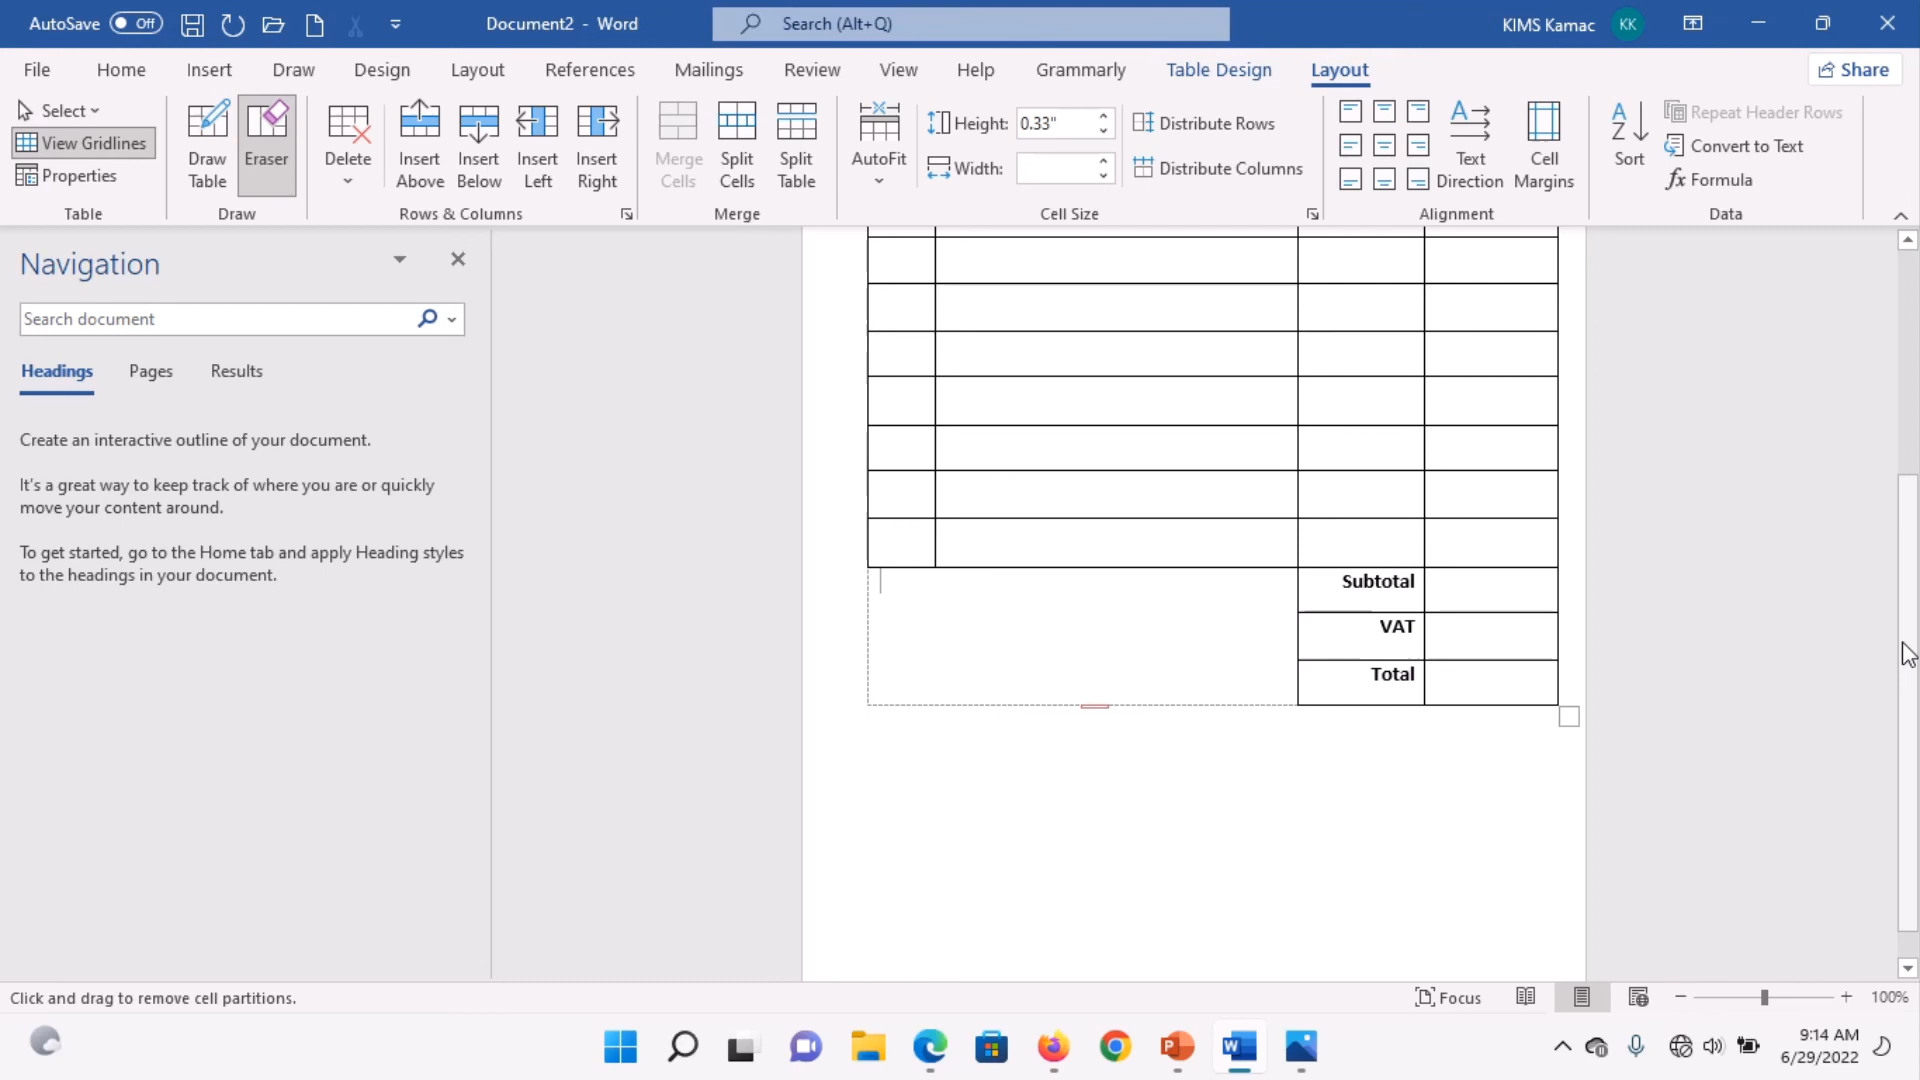 AutoSave Off Document2 - Word Search (Alt+Q) KIMS Kamac KK
File Home Insert Draw Design Layout References Mailings Review View Help Grammarly Table Design Layout Share
Select
View Gridlines
Properties
Table
Draw Table
Eraser
Draw
Delete
Insert Above
Insert Below
Insert Left
Insert Right
Rows & Columns
Merge Cells
Split Cells
Split Table
Merge
AutoFit
Height: 0.33"
Width:
Distribute Rows
Distribute Columns
Cell Size
Text Direction
Cell Margins
Alignment
Sort
Repeat Header Rows
Convert to Text
fx Formula
Data
Navigation
Search document
Headings Pages Results
Create an interactive outline of your document.
It's a great way to keep track of where you are or quickly
move your content around.
To get started, go to the Home tab and apply Heading styles
to the headings in your document.
Subtotal
VAT
Total
Click and drag to remove cell partitions. Focus 100%
9:14 AM
6/29/2022